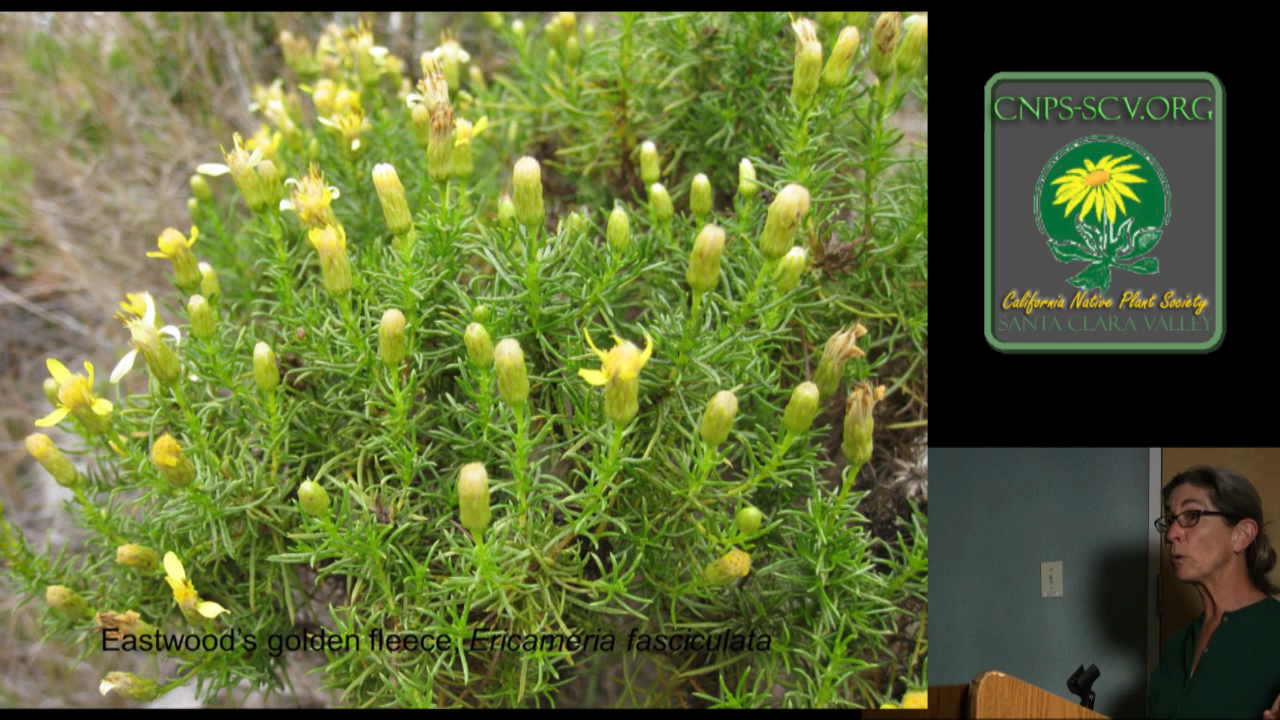 CNPS-SCV.ORG
California Native Plant Society
SANTA CLARA VALLEY
Eastwood's golden fleece, Ericameria fasciculata